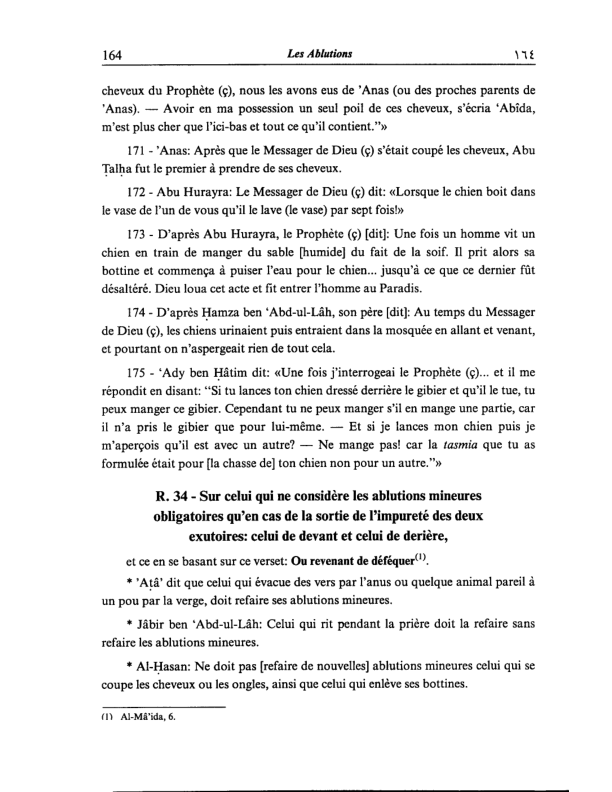 164 Les Ablutions ١٦٤
cheveux du Prophète (ç), nous les avons eus de 'Anas (ou des proches parents de
'Anas). — Avoir en ma possession un seul poil de ces cheveux, s'écria ‘Abîda,
m'est plus cher que l'ici-bas et tout ce qu'il contient."»
171 - 'Anas: Après que le Messager de Dieu (ç) s'était coupé les cheveux, Abu
Ṭalḥa fut le premier à prendre de ses cheveux.
172 - Abu Hurayra: Le Messager de Dieu (ç) dit: «Lorsque le chien boit dans
le vase de l'un de vous qu'il le lave (le vase) par sept fois!»
173 - D'après Abu Hurayra, le Prophète (ç) [dit]: Une fois un homme vit un
chien en train de manger du sable [humide] du fait de la soif. Il prit alors sa
bottine et commença à puiser l'eau pour le chien... jusqu'à ce que ce dernier fût
désaltéré. Dieu loua cet acte et fit entrer l'homme au Paradis.
174 - D'après Ḥamza ben ‘Abd-ul-Lâh, son père [dit]: Au temps du Messager
de Dieu (ç), les chiens urinaient puis entraient dans la mosquée en allant et venant,
et pourtant on n'aspergeait rien de tout cela.
175 - ‘Ady ben Ḥâtim dit: «Une fois j'interrogeai le Prophète (ç)... et il me
répondit en disant: "Si tu lances ton chien dressé derrière le gibier et qu'il le tue, tu
peux manger ce gibier. Cependant tu ne peux manger s'il en mange une partie, car
il n'a pris le gibier que pour lui-même. — Et si je lances mon chien puis je
m'aperçois qu'il est avec un autre? — Ne mange pas! car la tasmia que tu as
formulée était pour [la chasse de] ton chien non pour un autre."»
R. 34 - Sur celui qui ne considère les ablutions mineures
obligatoires qu'en cas de la sortie de l'impureté des deux
exutoires: celui de devant et celui de derière,
et ce en se basant sur ce verset: Ou revenant de déféquer(1).
* 'Aṭâ' dit que celui qui évacue des vers par l'anus ou quelque animal pareil à
un pou par la verge, doit refaire ses ablutions mineures.
* Jâbir ben ‘Abd-ul-Lâh: Celui qui rit pendant la prière doit la refaire sans
refaire les ablutions mineures.
* Al-Ḥasan: Ne doit pas [refaire de nouvelles] ablutions mineures celui qui se
coupe les cheveux ou les ongles, ainsi que celui qui enlève ses bottines.
(1) Al-Mâ'ida, 6.